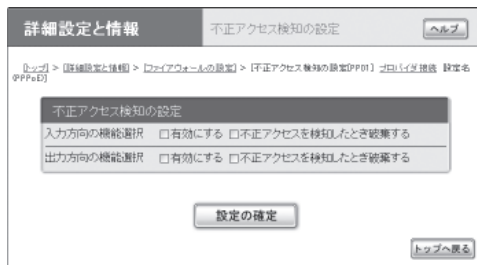 詳細設定と情報
不正アクセス検知の設定
ヘルプ
[トップ] > [詳細設定と情報] > [ファイアウォールの設定] > [不正アクセス検知の設定[PP01] プロバイダ接続 設定名
(PPPoE)]
不正アクセス検知の設定
入力方向の機能選択 □有効にする □不正アクセスを検知したとき破棄する
出力方向の機能選択 □有効にする □不正アクセスを検知したとき破棄する
設定の確定
トップへ戻る